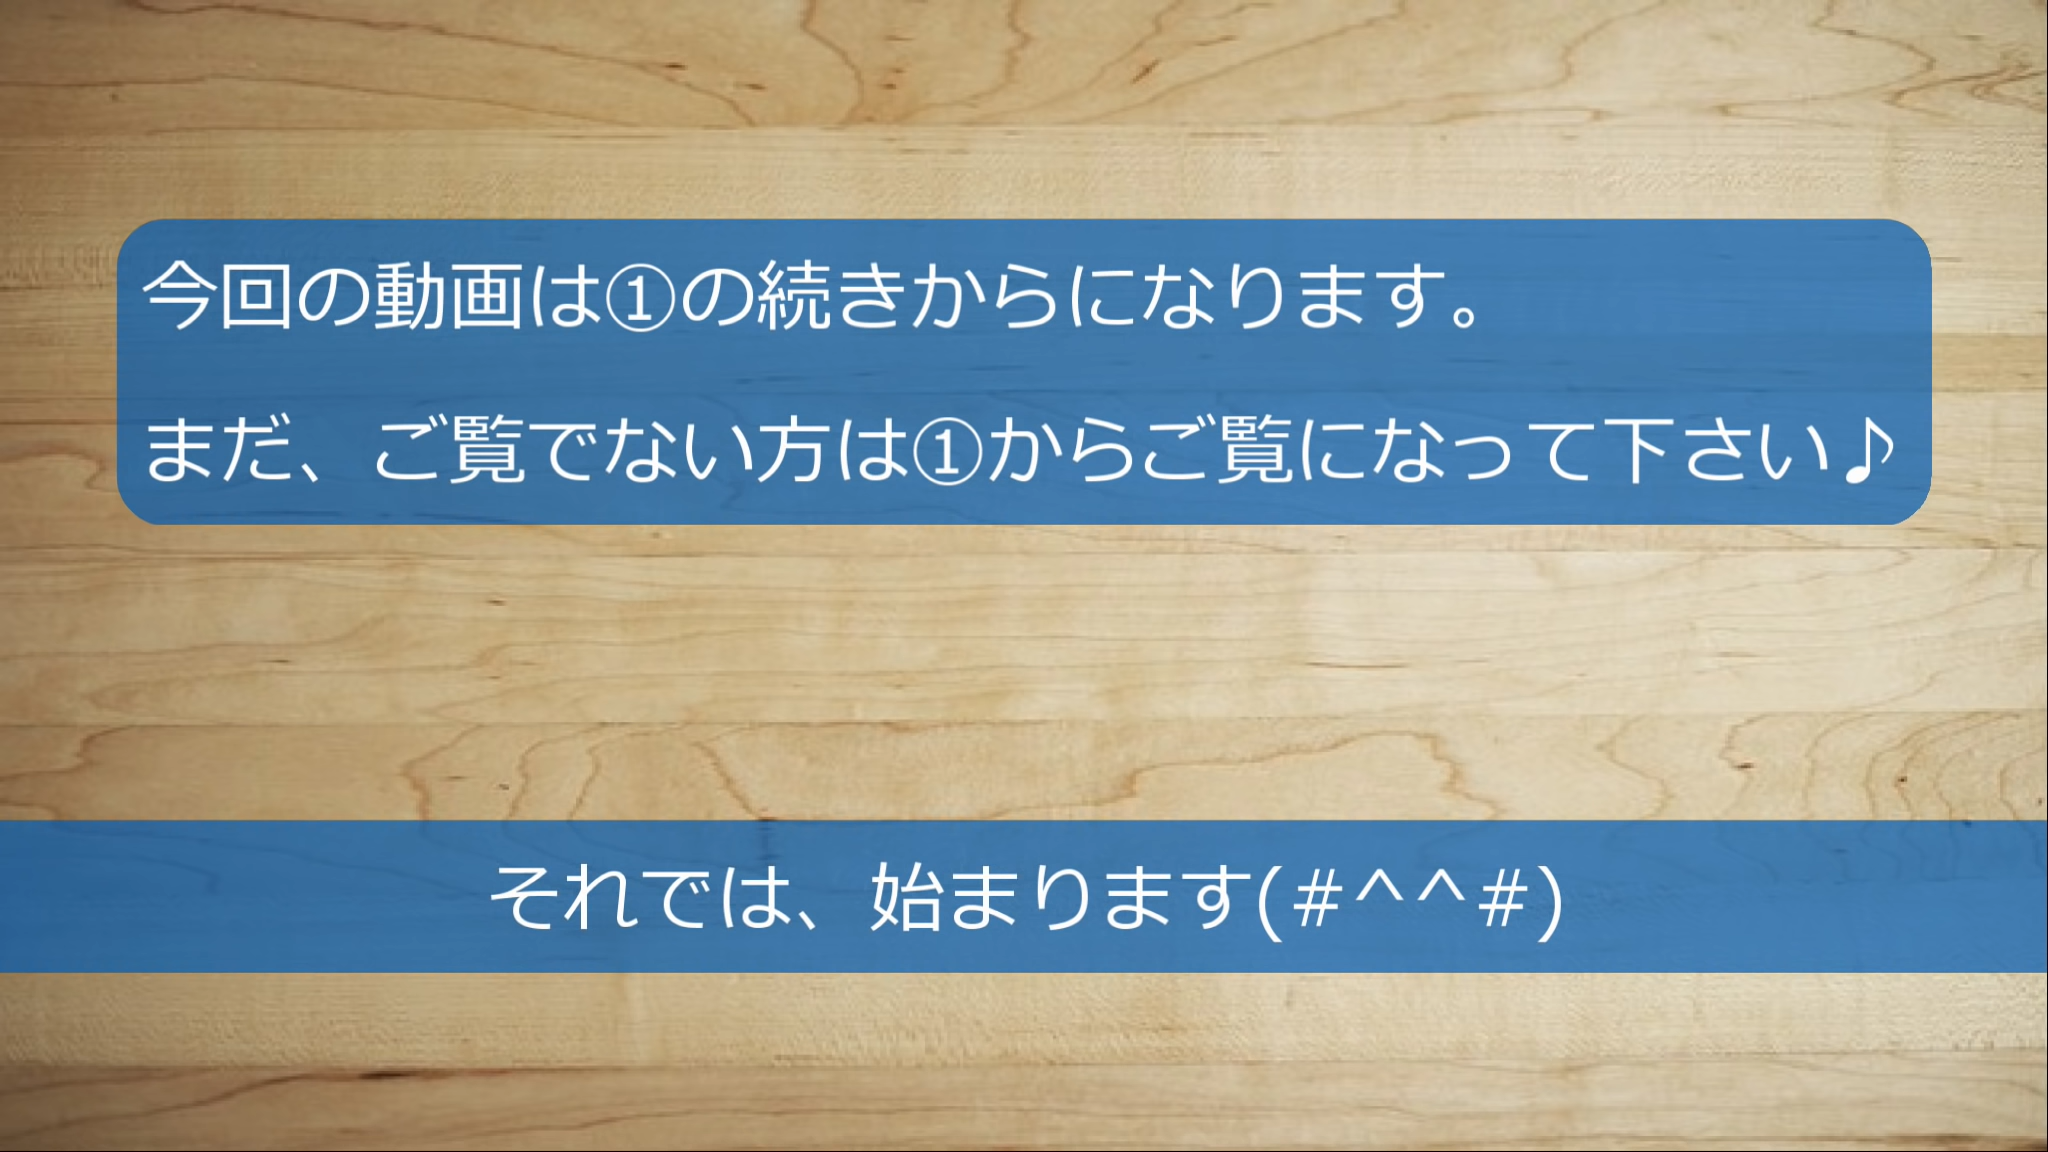 今回の動画は①の続きからになります。
まだ、ご覧でない方は①からご覧になって下さい♪
それでは、始まります(#^^#)